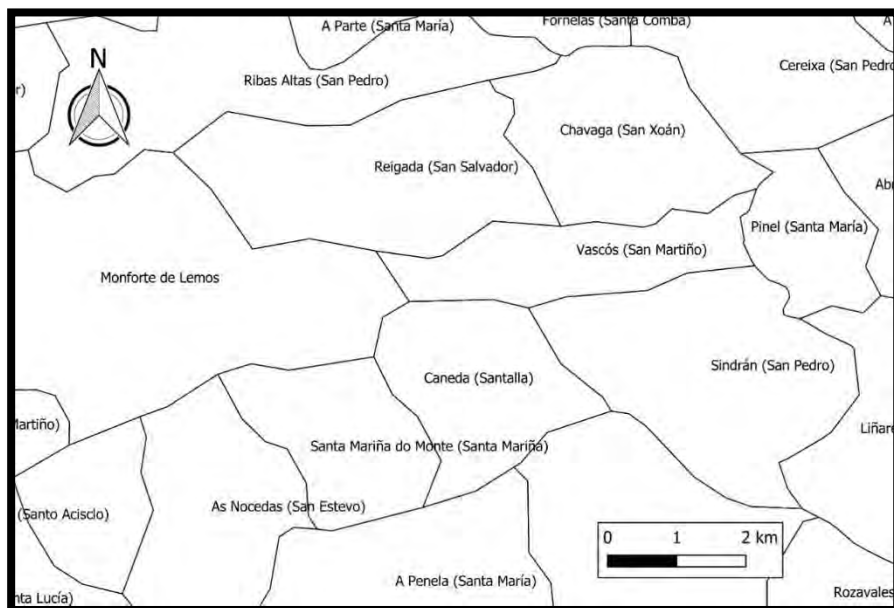 A Parte (Santa María)
Fornelas (Santa Comba)
A
N
Ribas Altas (San Pedro)
Cereixa (San Pedro
r)
Chavaga (San Xoán)
Reigada (San Salvador)
Pinel (Santa María)
Vascós (San Martiño)
Monforte de Lemos
Caneda (Santalla)
Sindrán (San Pedro)
Martiño)
Santa Mariña do Monte (Santa Mariña)
Liñare
As Nocedas (San Estevo)
(Santo Acisclo)
0 1 2 km
A Penela (Santa María)
Rozavales
nta Lucía)